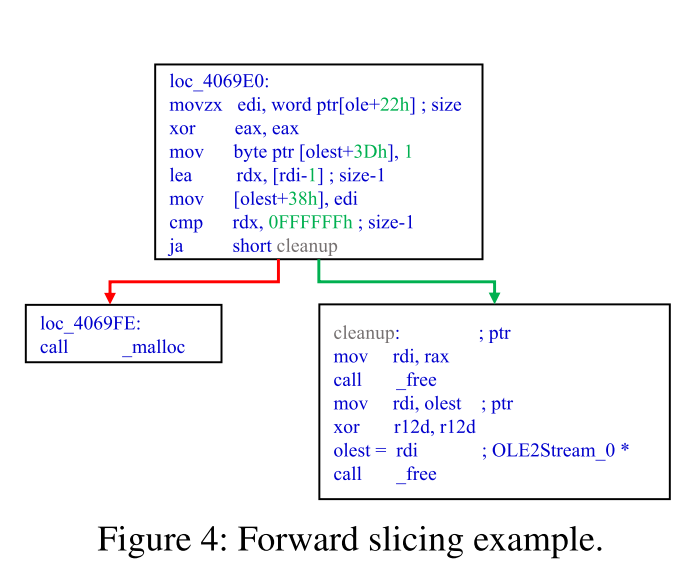 loc_4069E0:
movzx edi, word ptr[ole+22h] ; size
xor eax, eax
mov byte ptr [olest+3Dh], 1
lea rdx, [rdi-1] ; size-1
mov [olest+38h], edi
cmp rdx, 0FFFFFFh ; size-1
ja short cleanup
loc_4069FE:
call _malloc
cleanup: ; ptr
mov rdi, rax
call _free
mov rdi, olest ; ptr
xor r12d, r12d
olest = rdi ; OLE2Stream_0 *
call _free
Figure 4: Forward slicing example.